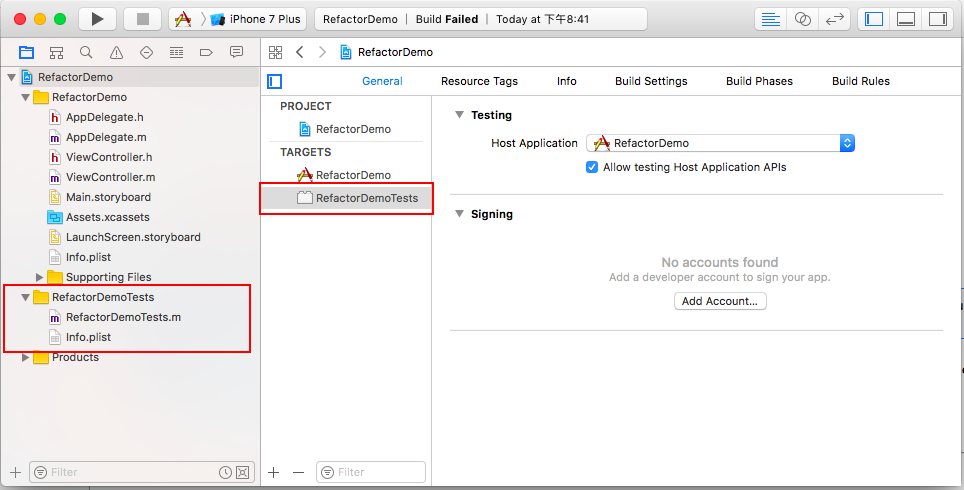 iPhone 7 Plus
RefactorDemo | Build Failed | Today at 下午8:41
RefactorDemo
RefactorDemo
General Resource Tags Info Build Settings Build Phases Build Rules
RefactorDemo
AppDelegate.h
AppDelegate.m
ViewController.h
ViewController.m
Main.storyboard
Assets.xcassets
LaunchScreen.storyboard
Info.plist
Supporting Files
RefactorDemoTests
RefactorDemoTests.m
Info.plist
Products
Filter
PROJECT
RefactorDemo
TARGETS
RefactorDemo
RefactorDemoTests
Filter
Testing
Host Application RefactorDemo
Allow testing Host Application APIs
Signing
No accounts found
Add a developer account to sign your app.
Add Account...